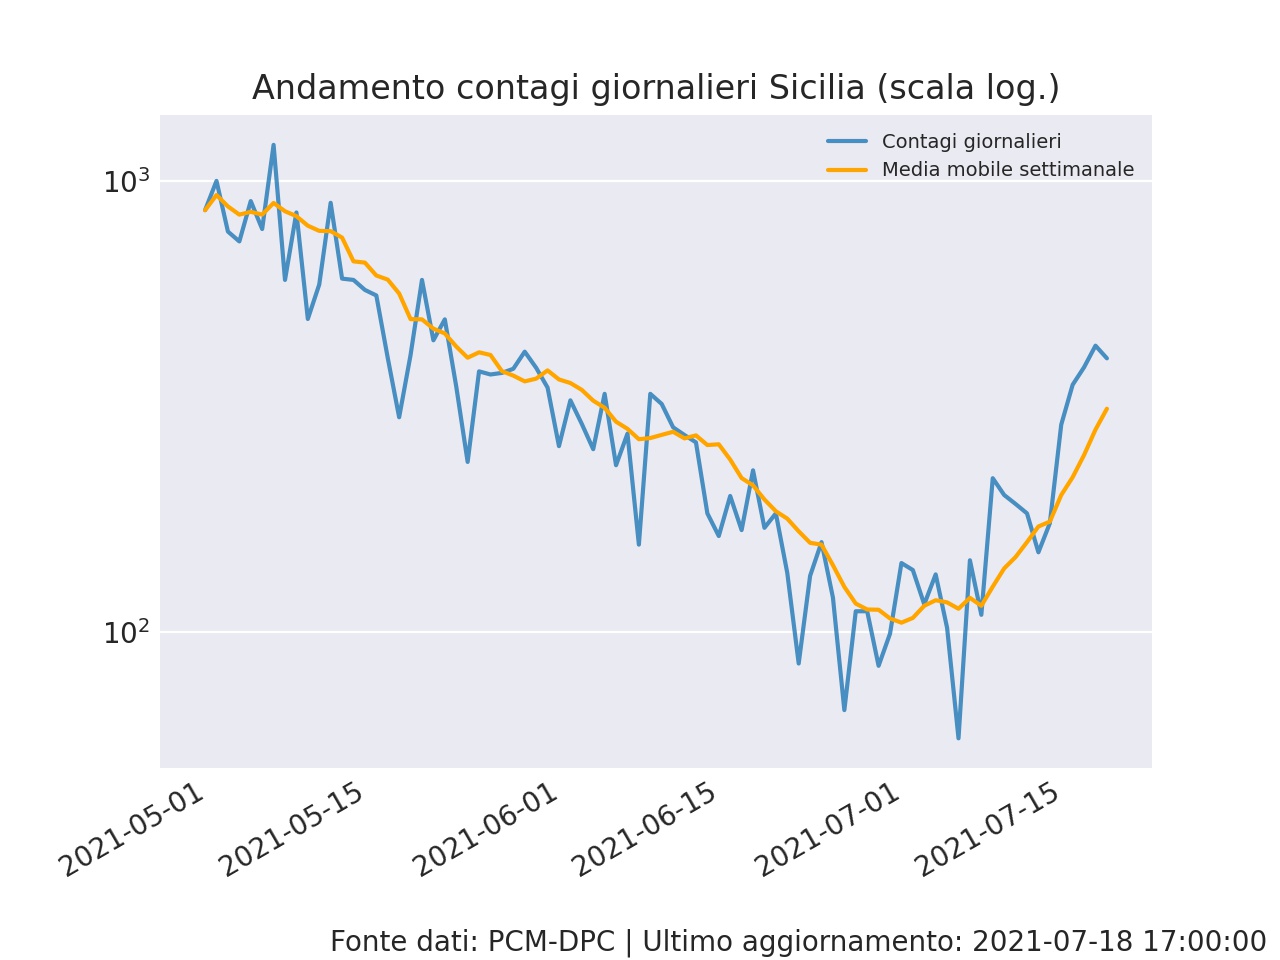 Andamento contagi giornalieri Sicilia (scala log.)
Contagi giornalieri
Media mobile settimanale
10³
10²
2021-05-01
2021-05-15
2021-06-01
2021-06-15
2021-07-01
2021-07-15
Fonte dati: PCM-DPC | Ultimo aggiornamento: 2021-07-18 17:00:00